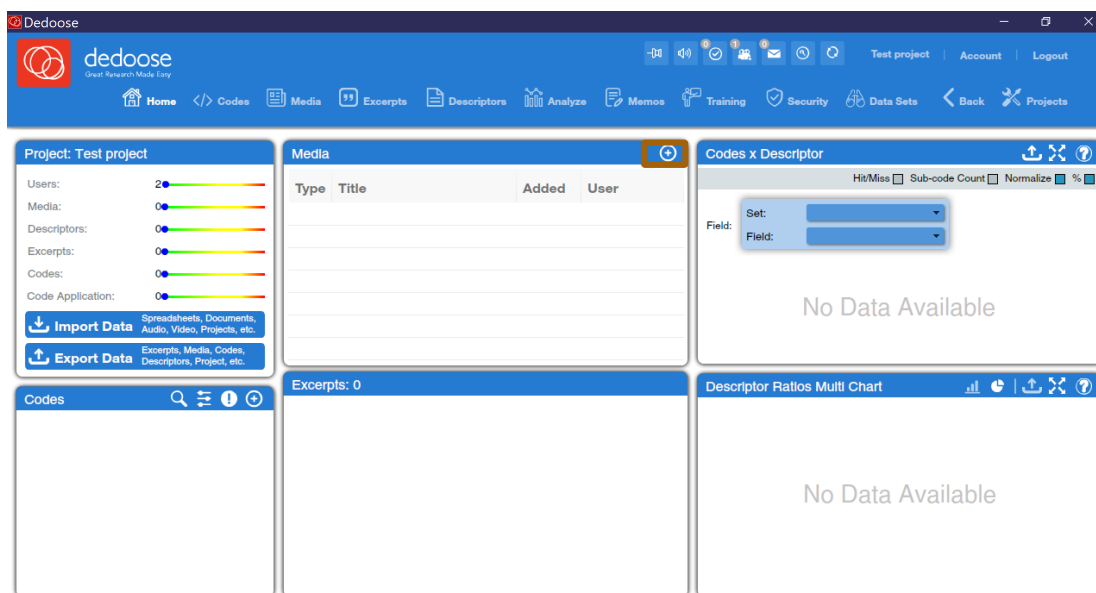 Dedoose
dedoose
Great Research Made Easy
0 1 0
Test project | Account | Logout
Home </> Codes Media Excerpts Descriptors Analyze Memos Training Security Data Sets Back Projects
Project: Test project
Users: 2
Media: 0
Descriptors: 0
Excerpts: 0
Codes: 0
Code Application: 0
Import Data Spreadsheets, Documents,
Audio, Video, Projects, etc.
Export Data Excerpts, Media, Codes,
Descriptors, Project, etc.
Codes
Media
Type Title Added User
Excerpts: 0
Codes x Descriptor
Hit/Miss Sub-code Count Normalize %
Field:
Set:
Field:
No Data Available
Descriptor Ratios Multi Chart
No Data Available